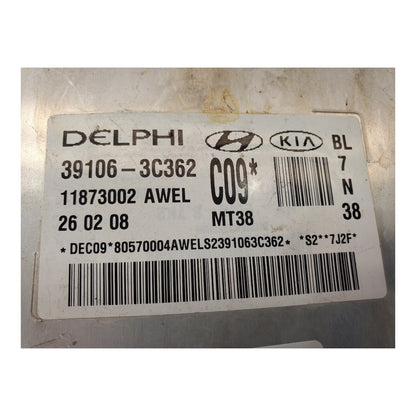 DELPHI KIA BL
39106-3C362 C09* 7
11873002 AWEL N
26 02 08 MT38 38
*DEC09*80570004AWELS2391063C362* *S2**7J2F*